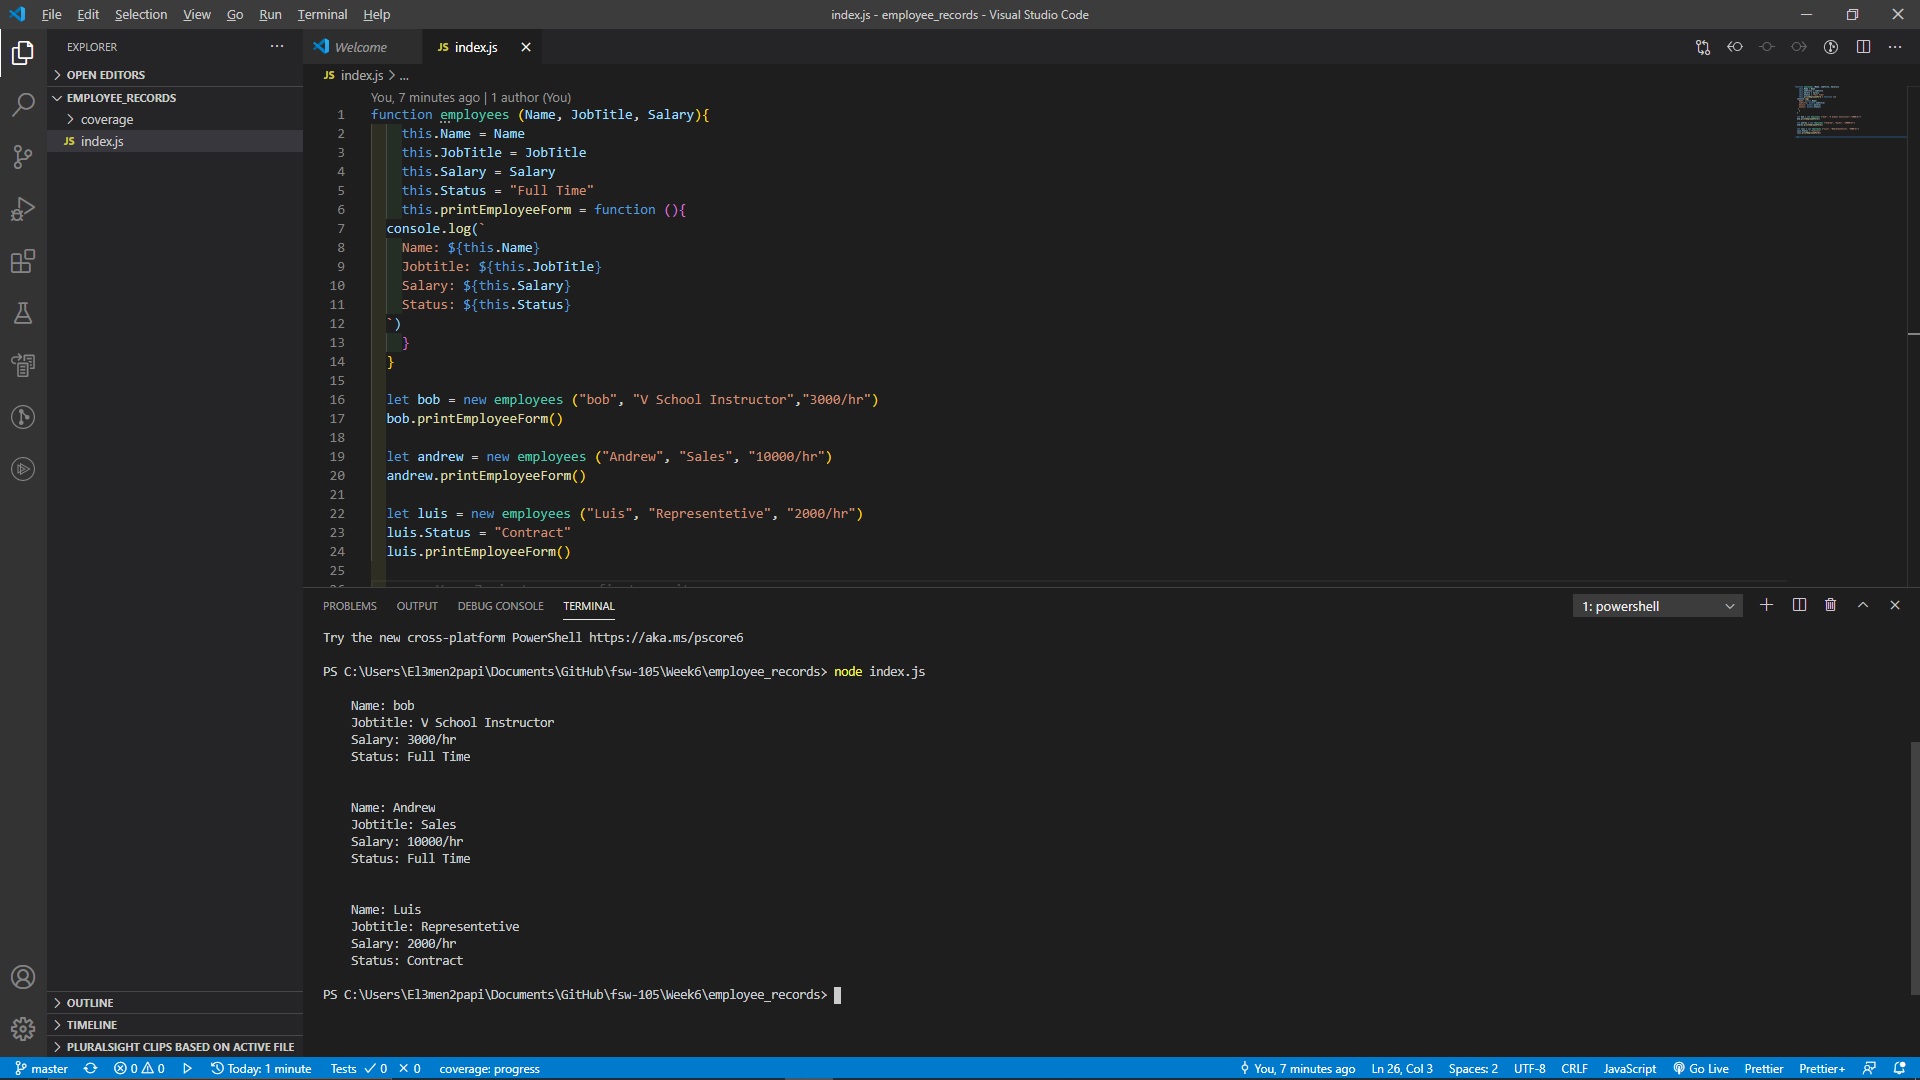 File Edit Selection View Go Run Terminal Help
index.js - employee_records - Visual Studio Code
EXPLORER
OPEN EDITORS
EMPLOYEE_RECORDS
coverage
JS index.js
OUTLINE
TIMELINE
PLURALSIGHT CLIPS BASED ON ACTIVE FILE
Welcome
JS index.js
JS index.js > ...
You, 7 minutes ago | 1 author (You)
1 function employees (Name, JobTitle, Salary){
2 this.Name = Name
3 this.JobTitle = JobTitle
4 this.Salary = Salary
5 this.Status = "Full Time"
6 this.printEmployeeForm = function (){
7 console.log(`
8 Name: ${this.Name}
9 Jobtitle: ${this.JobTitle}
10 Salary: ${this.Salary}
11 Status: ${this.Status}
12 `)
13 }
14 }
15
16 let bob = new employees ("bob", "V School Instructor","3000/hr")
17 bob.printEmployeeForm()
18
19 let andrew = new employees ("Andrew", "Sales", "10000/hr")
20 andrew.printEmployeeForm()
21
22 let luis = new employees ("Luis", "Representetive", "2000/hr")
23 luis.Status = "Contract"
24 luis.printEmployeeForm()
25
PROBLEMS OUTPUT DEBUG CONSOLE TERMINAL
1: powershell
Try the new cross-platform PowerShell https://aka.ms/pscore6
PS C:\Users\El3men2papi\Documents\GitHub\fsw-105\Week6\employee_records> node index.js
Name: bob
Jobtitle: V School Instructor
Salary: 3000/hr
Status: Full Time
Name: Andrew
Jobtitle: Sales
Salary: 10000/hr
Status: Full Time
Name: Luis
Jobtitle: Representetive
Salary: 2000/hr
Status: Contract
PS C:\Users\El3men2papi\Documents\GitHub\fsw-105\Week6\employee_records>
master 0 0 Today: 1 minute Tests 0 0 coverage: progress You, 7 minutes ago Ln 26, Col 3 Spaces: 2 UTF-8 CRLF JavaScript Go Live Prettier Prettier+